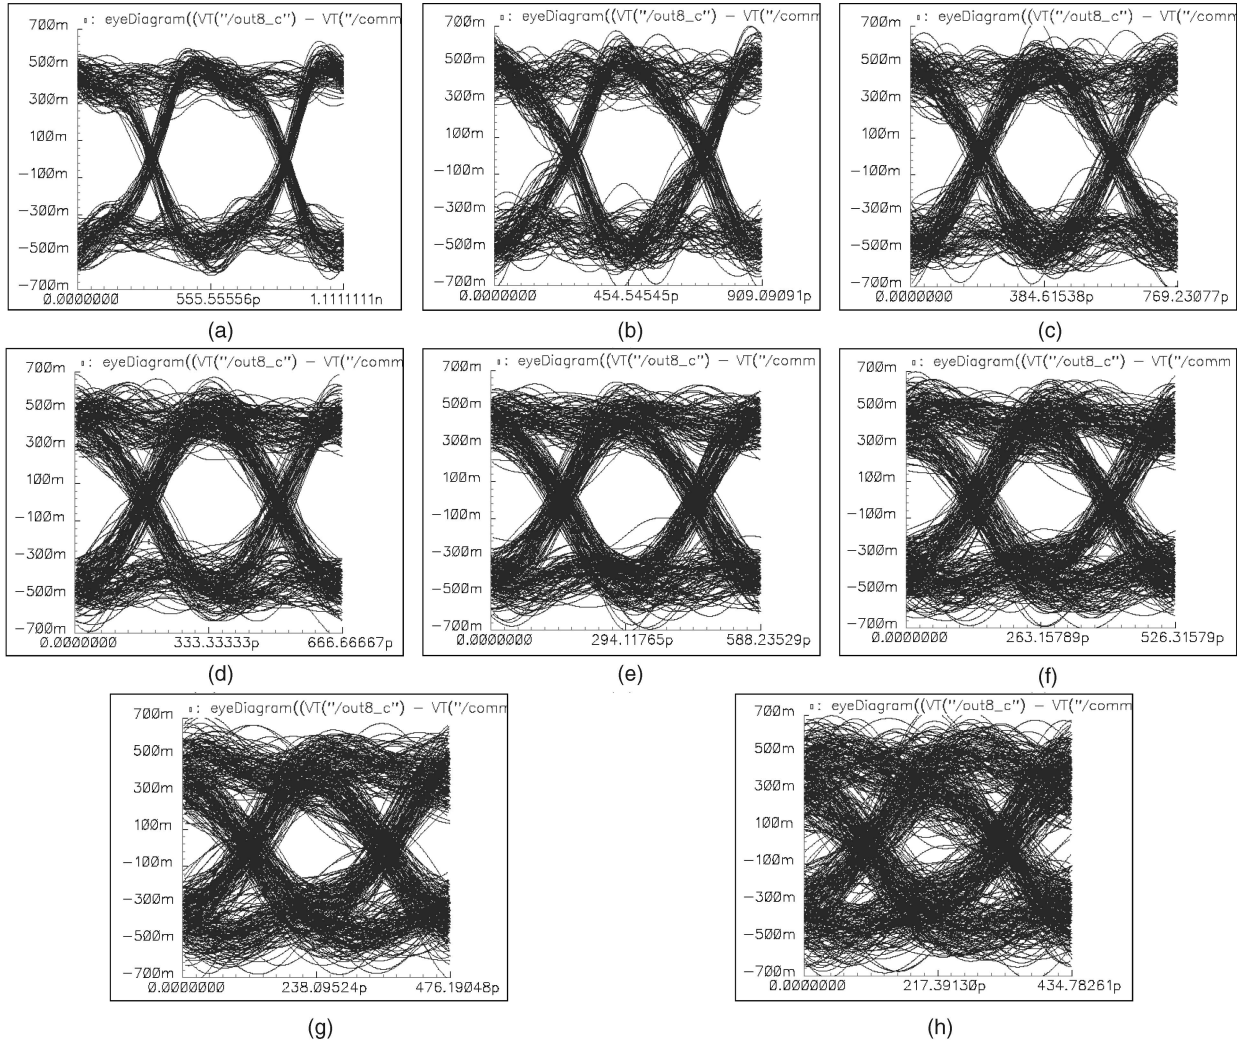 ▯: eyeDiagram((VT("/out8_c") − VT("/comm
700m
500m
300m
100m
−100m
−300m
−500m
−700m
0.0000000 555.55556p 1.1111111n
(a)
▯: eyeDiagram((VT("/out8_c") − VT("/comm
700m
500m
300m
100m
−100m
−300m
−500m
−700m
0.0000000 454.54545p 909.09091p
(b)
▯: eyeDiagram((VT("/out8_c") − VT("/comm
700m
500m
300m
100m
−100m
−300m
−500m
−700m
0.0000000 384.61538p 769.23077p
(c)
▯: eyeDiagram((VT("/out8_c") − VT("/comm
700m
500m
300m
100m
−100m
−300m
−500m
−700m
0.0000000 333.33333p 666.66667p
(d)
▯: eyeDiagram((VT("/out8_c") − VT("/comm
700m
500m
300m
100m
−100m
−300m
−500m
−700m
0.0000000 294.11765p 588.23529p
(e)
▯: eyeDiagram((VT("/out8_c") − VT("/comm
700m
500m
300m
100m
−100m
−300m
−500m
−700m
0.0000000 263.15789p 526.31579p
(f)
▯: eyeDiagram((VT("/out8_c") − VT("/comm
700m
500m
300m
100m
−100m
−300m
−500m
−700m
0.0000000 238.09524p 476.19048p
(g)
▯: eyeDiagram((VT("/out8_c") − VT("/comm
700m
500m
300m
100m
−100m
−300m
−500m
−700m
0.0000000 217.39130p 434.78261p
(h)